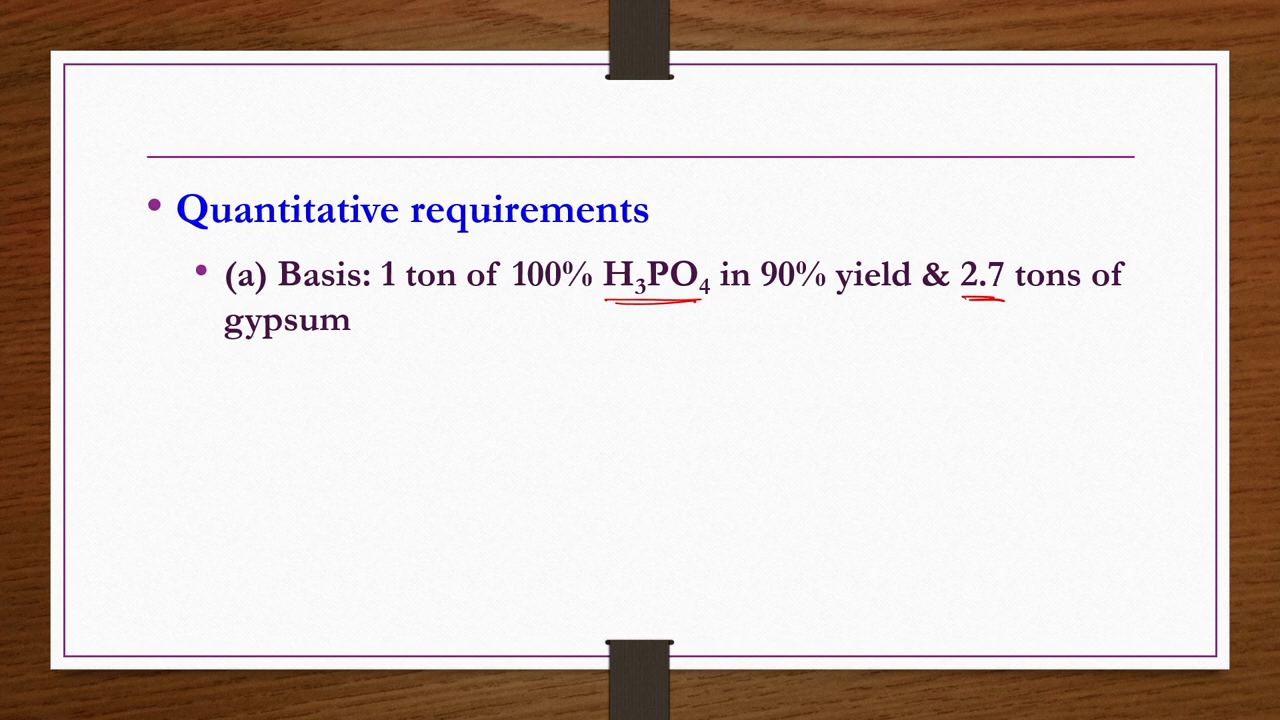 • Quantitative requirements
• (a) Basis: 1 ton of 100% H₃PO₄ in 90% yield & 2.7 tons of
gypsum